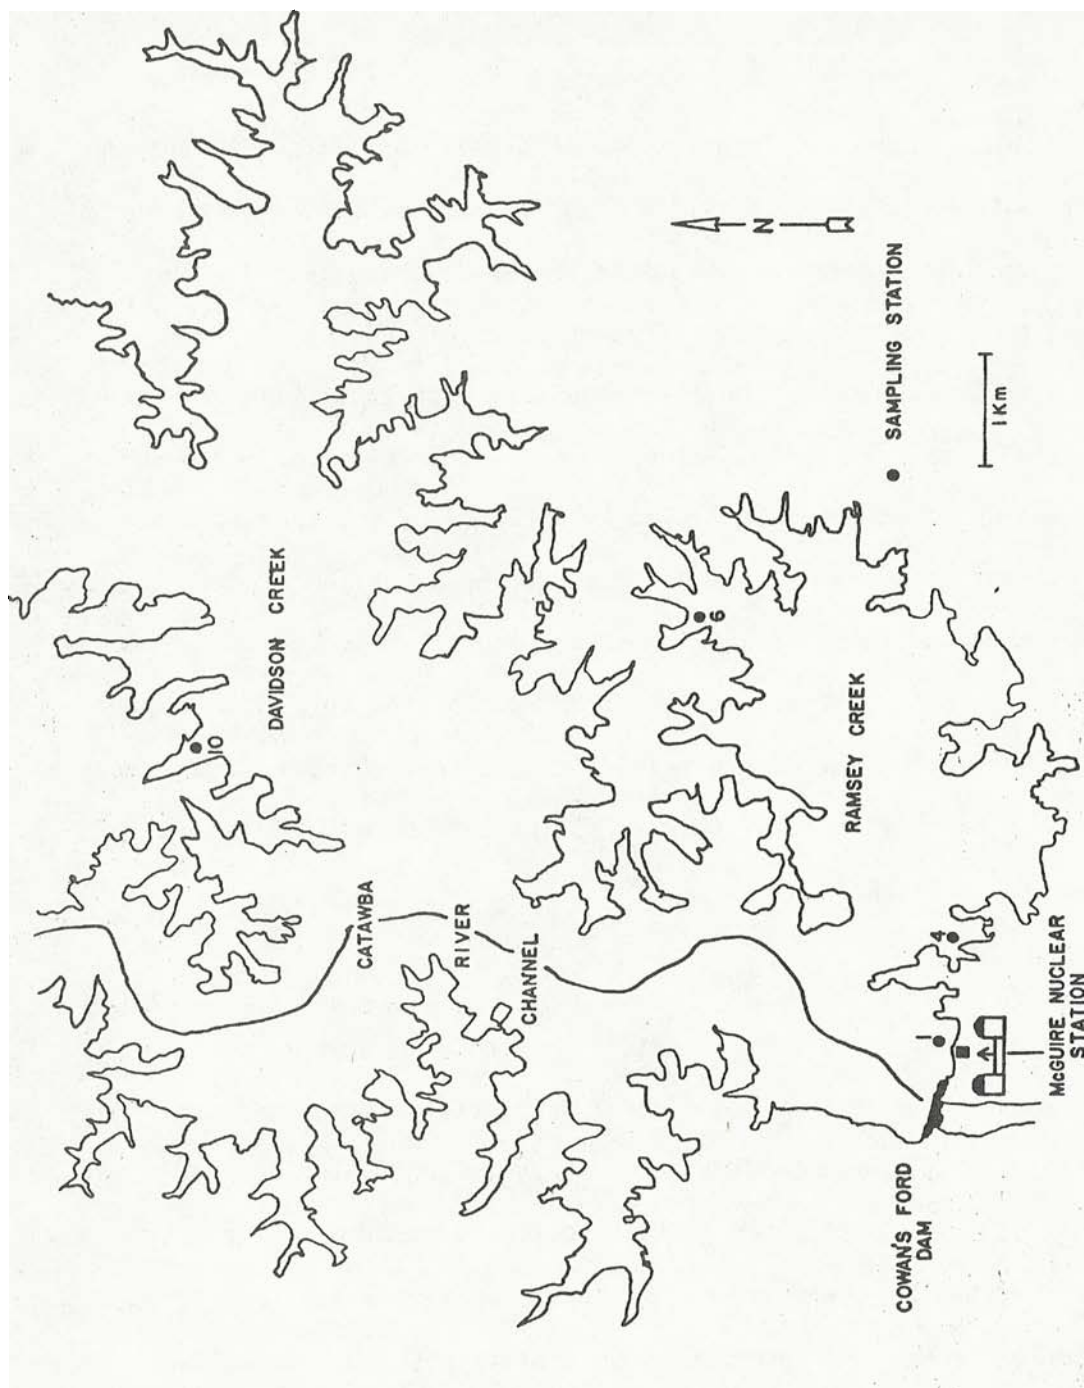 DAVIDSON CREEK
10
CATAWBA
RIVER
CHANNEL
N
● SAMPLING STATION
1 Km
6
RAMSEY CREEK
4
1
McGUIRE NUCLEAR
STATION
COWAN'S FORD
DAM